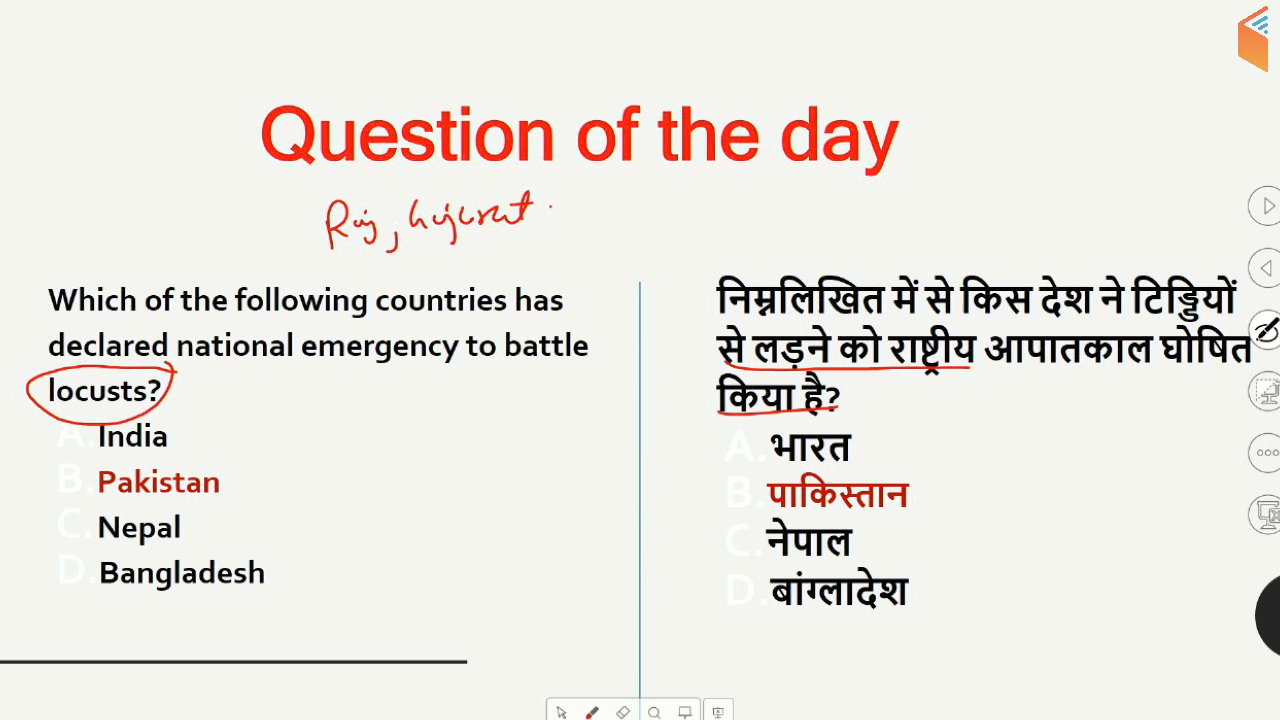 Question of the day
Raj, Gujarat.
Which of the following countries has
declared national emergency to battle
locusts?
A. India
B. Pakistan
C. Nepal
D. Bangladesh
निम्नलिखित में से किस देश ने टिड्डियों
से लड़ने को राष्ट्रीय आपातकाल घोषित
किया है?
A. भारत
B. पाकिस्तान
C. नेपाल
D. बांग्लादेश